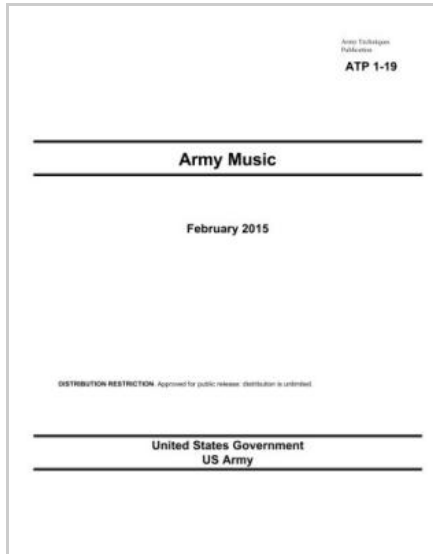 Army Techniques
Publication
ATP 1-19
Army Music
February 2015
DISTRIBUTION RESTRICTION. Approved for public release: distribution is unlimited.
United States Government
US Army